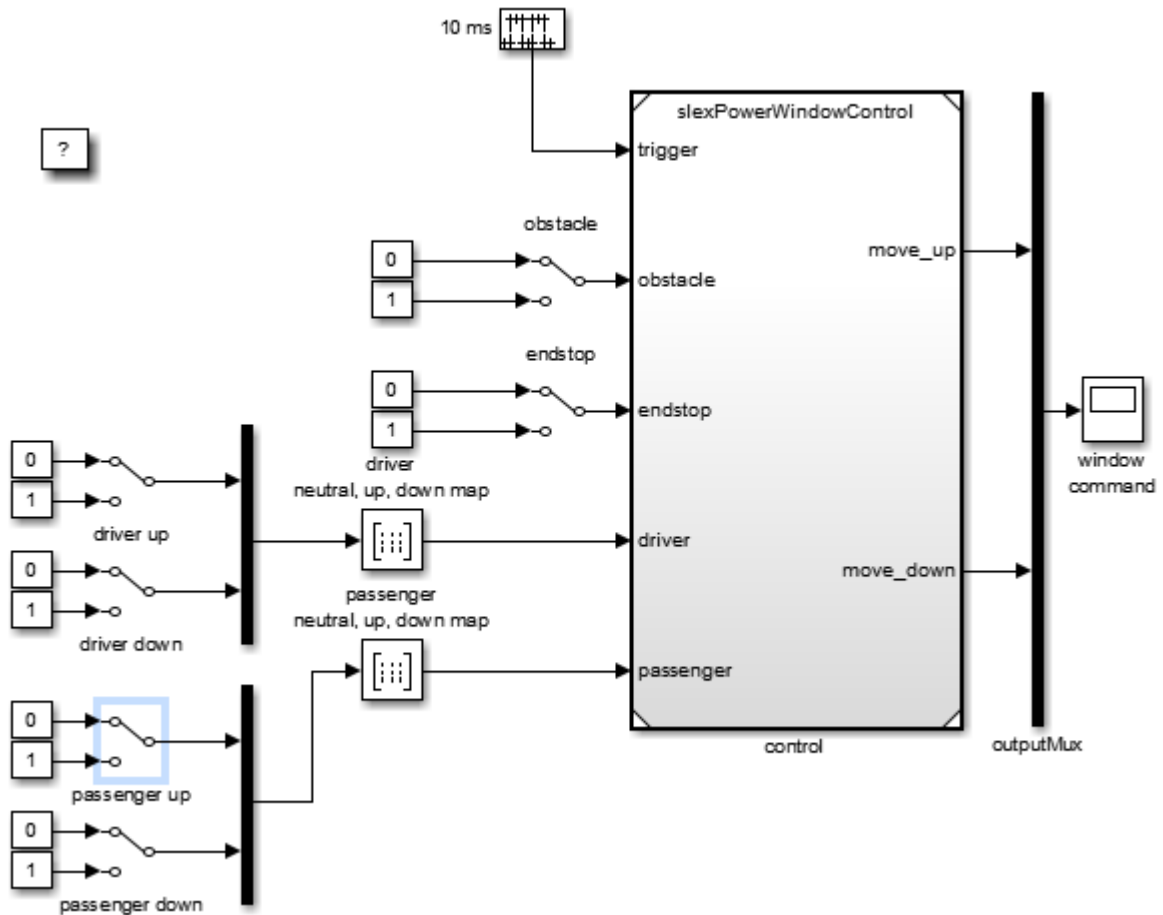 10 ms
?
slexPowerWindowControl
trigger
obstacle
0
1
obstacle
move_up
endstop
0
1
endstop
driver
neutral, up, down map
0
1
driver up
0
1
driver down
driver
move_down
passenger
neutral, up, down map
passenger
window
command
control
outputMux
0
1
passenger up
0
1
passenger down